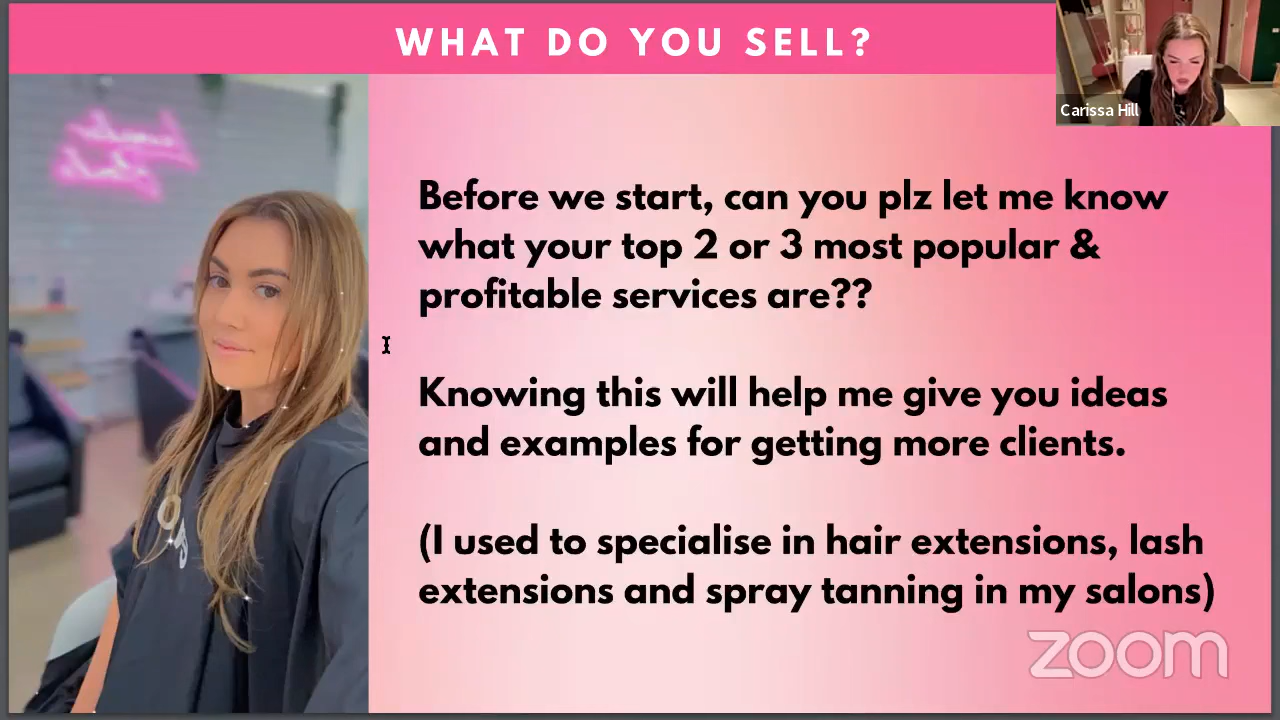 WHAT DO YOU SELL?
Carissa Hill
Before we start, can you plz let me know
what your top 2 or 3 most popular &
profitable services are??
Knowing this will help me give you ideas
and examples for getting more clients.
(I used to specialise in hair extensions, lash
extensions and spray tanning in my salons)
zoom